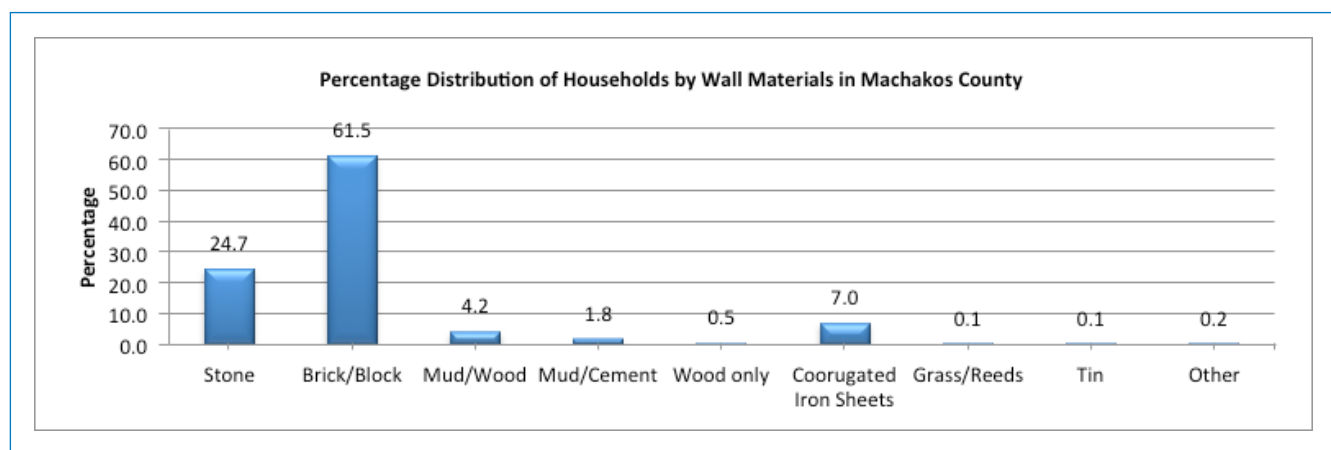 Percentage Distribution of Households by Wall Materials in Machakos County
Percentage
70.0
60.0
50.0
40.0
30.0
20.0
10.0
0.0
24.7
61.5
4.2
1.8
0.5
7.0
0.1
0.1
0.2
Stone
Brick/Block
Mud/Wood
Mud/Cement
Wood only
Coorugated
Iron Sheets
Grass/Reeds
Tin
Other